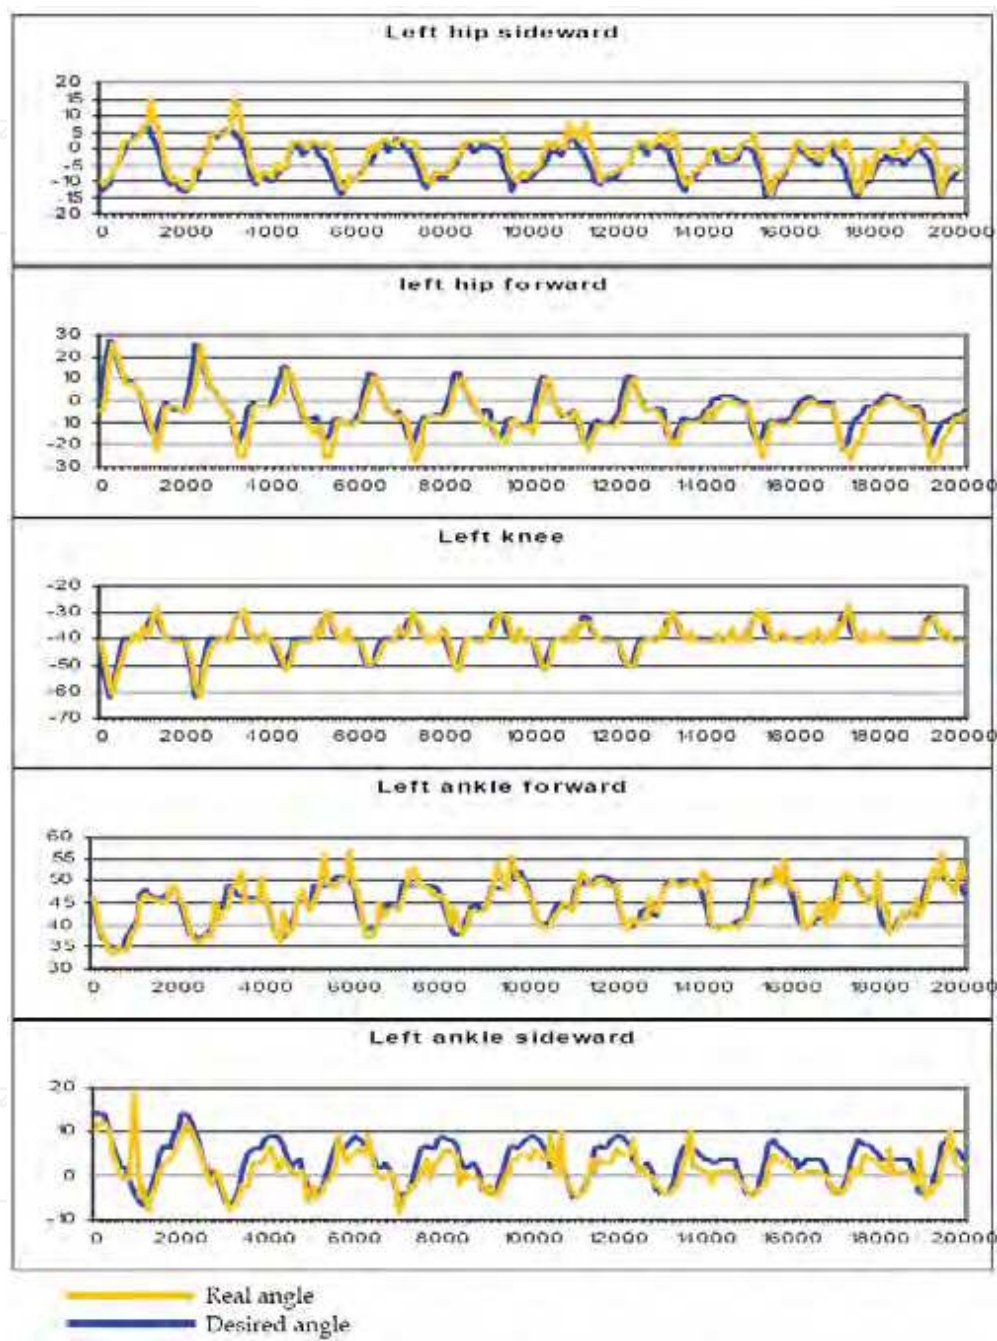 Left hip sideward
20
15
10
5
0
-5
-10
15
20
0 2000 4000 6000 8000 10000 12000 14000 16000 18000 20000
left hip forward
30
20
10
0
-10
-20
-30
0 2000 4000 6000 8000 10000 12000 14000 16000 18000 20000
Left knee
-20
-30
-40
-50
-60
-70
0 2000 4000 6000 8000 10000 12000 14000 16000 18000 20000
Left ankle forward
60
55
50
45
40
35
30
0 2000 4000 6000 8000 10000 12000 14000 16000 18000 20000
Left ankle sideward
20
10
0
-10
0 2000 4000 6000 8000 10000 12000 14000 16000 18000 20000
Real angle
Desired angle